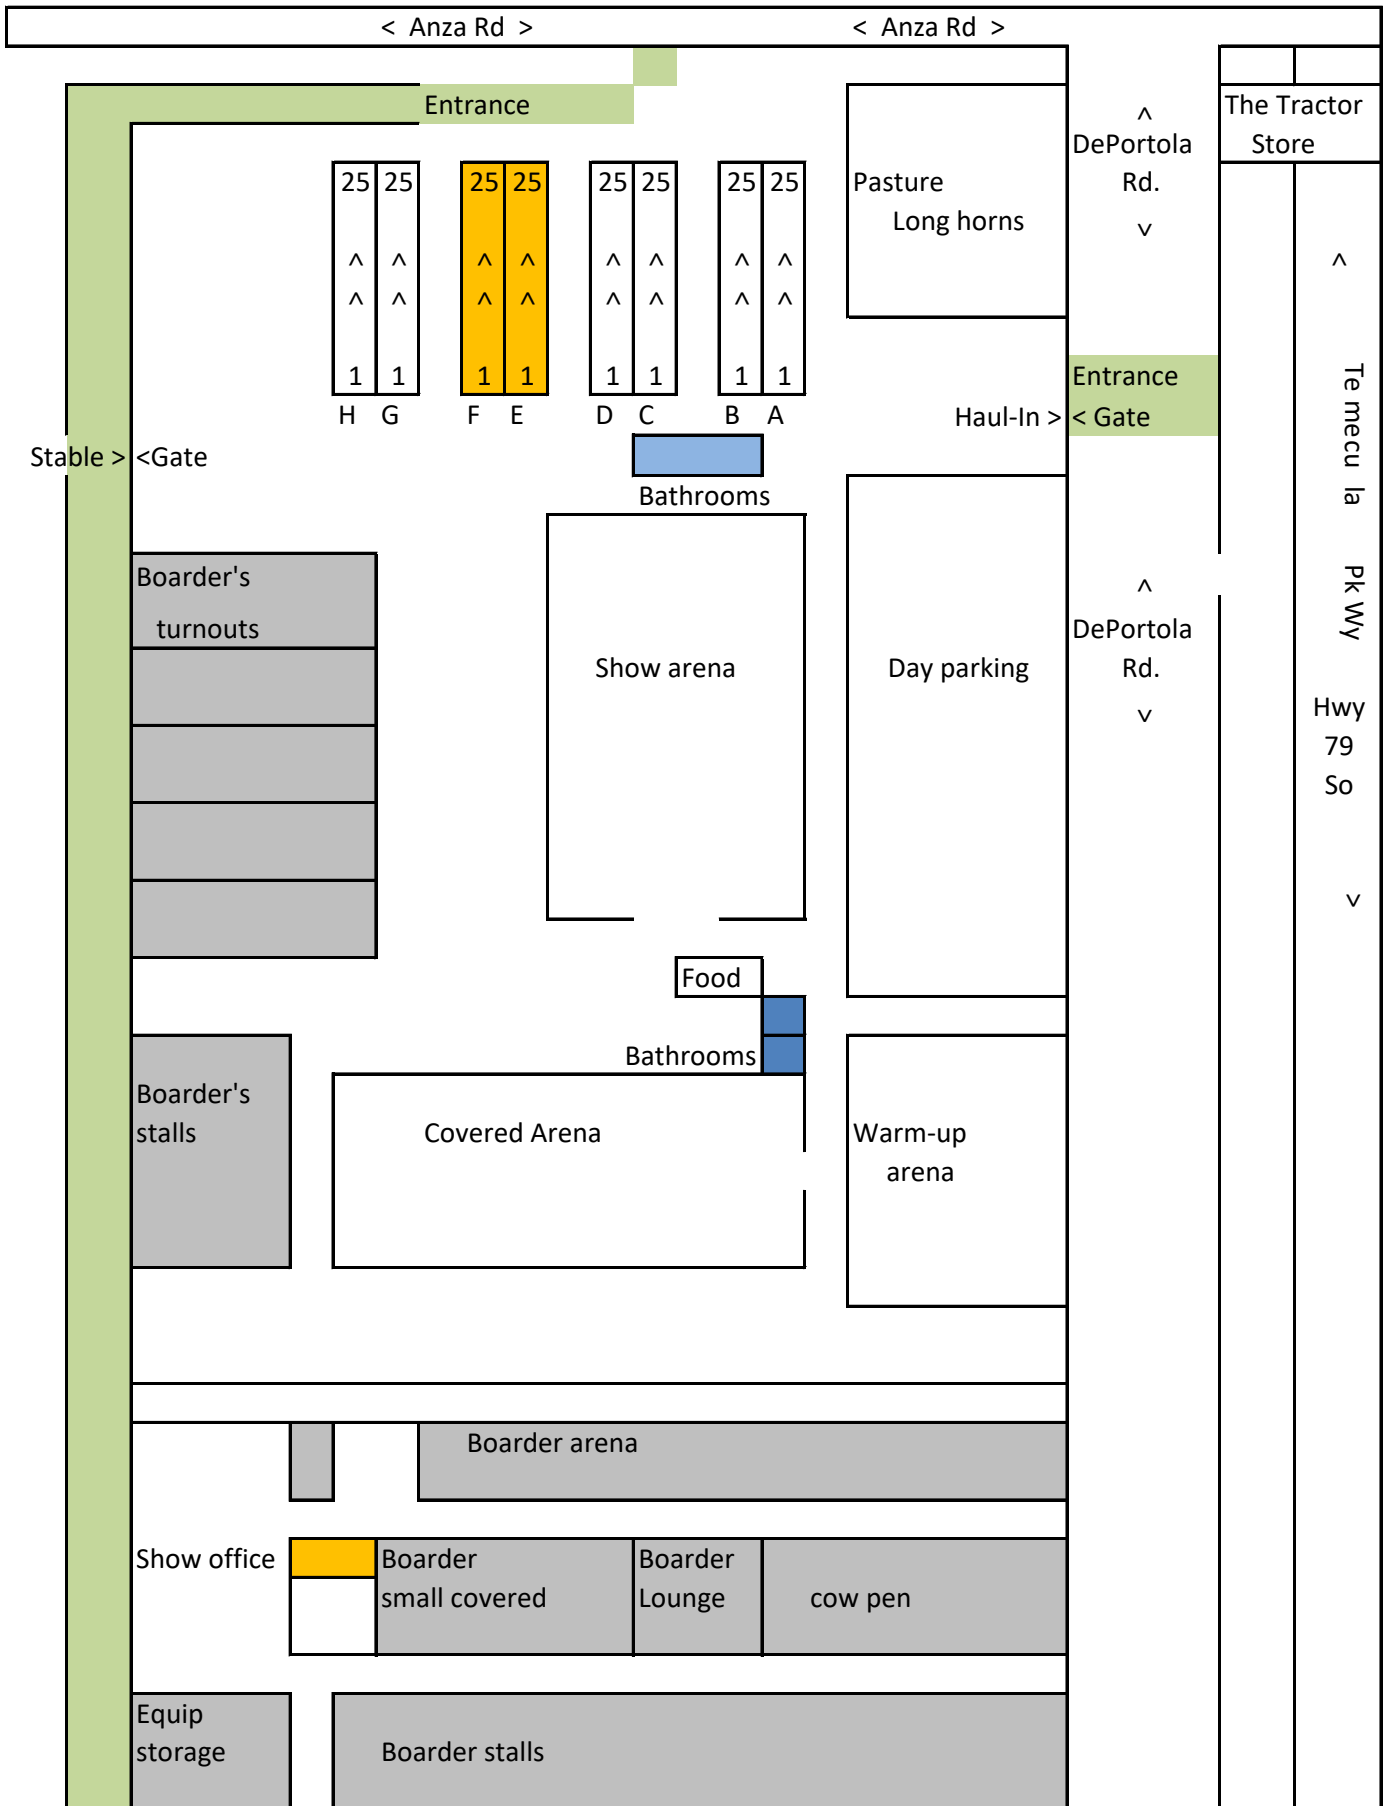 < Anza Rd > < Anza Rd >
Entrance
The Tractor
Store
^
DePortola
Rd.
v
25 25 25 25 25 25 25 25
^ ^ ^ ^ ^ ^ ^ ^
^ ^ ^ ^ ^ ^ ^ ^
1 1 1 1 1 1 1 1
H G F E D C B A
Pasture
Long horns
^
Te mecu la Pk Wy
Hwy
79
So
v
Entrance
Haul-In > < Gate
Stable > <Gate
Bathrooms
Boarder's
turnouts
Show arena
Day parking
^
DePortola
Rd.
v
Food
Bathrooms
Boarder's
stalls
Covered Arena
Warm-up
arena
Boarder arena
Show office
Boarder
small covered
Boarder
Lounge
cow pen
Equip
storage
Boarder stalls